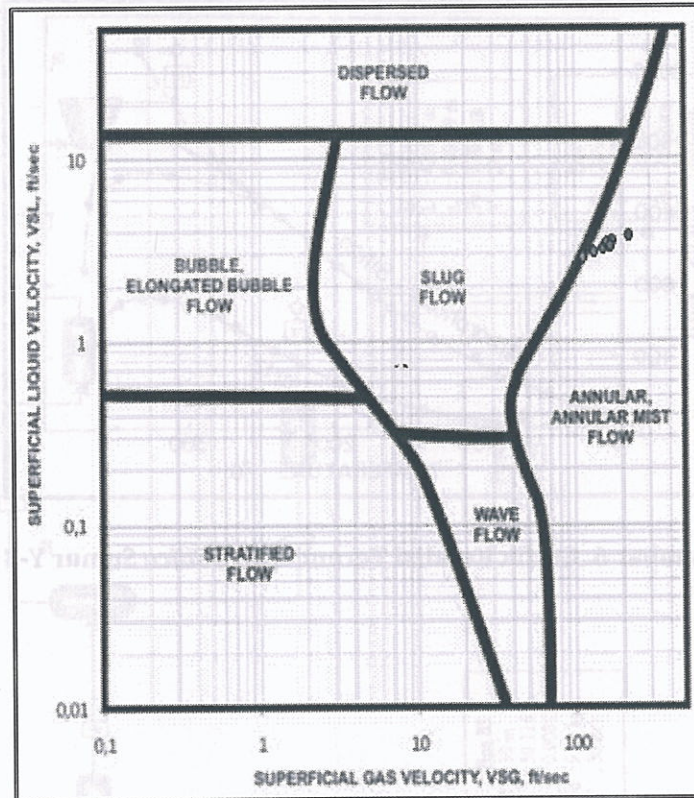 DISPERSED
FLOW
10
BUBBLE,
ELONGATED BUBBLE
FLOW
SLUG
FLOW
1
ANNULAR,
ANNULAR MIST
FLOW
0,1
WAVE
FLOW
STRATIFIED
FLOW
0,01
0,1
1
10
100
SUPERFICIAL GAS VELOCITY, VSG, ft/sec
SUPERFICIAL LIQUID VELOCITY, VSL, ft/sec